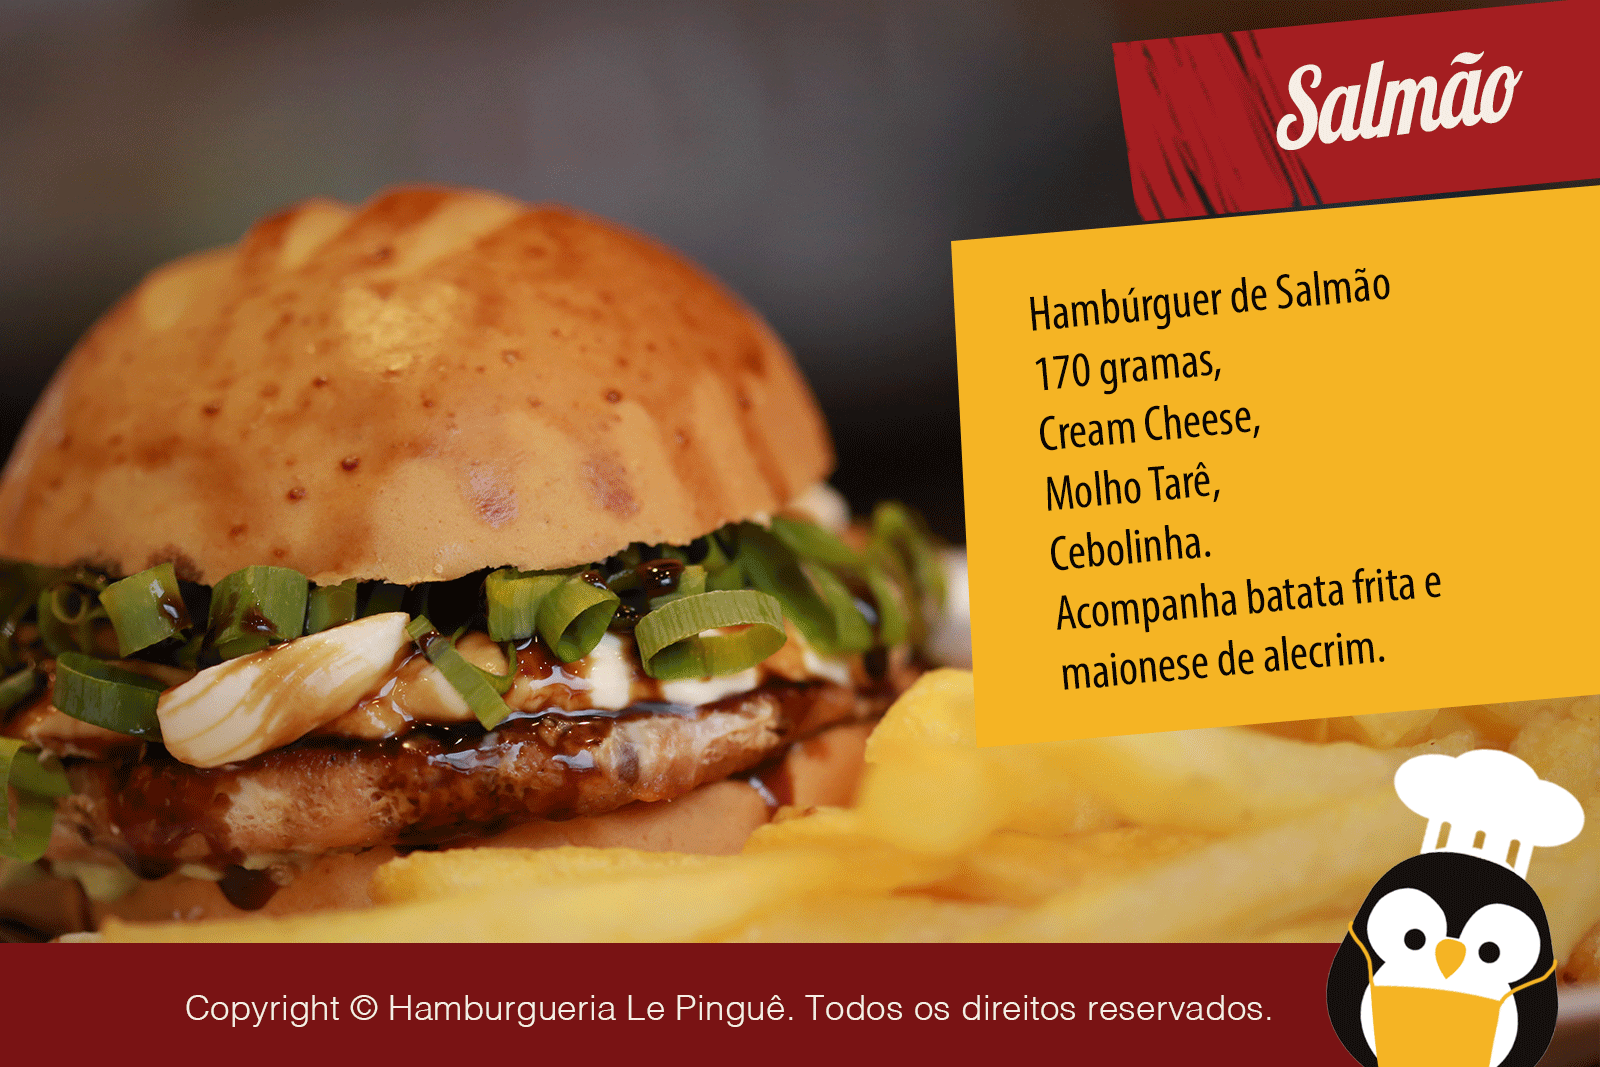 Salmão
Hambúrguer de Salmão
170 gramas,
Cream Cheese,
Molho Tarê,
Cebolinha.
Acompanha batata frita e
maionese de alecrim.
Copyright © Hamburgueria Le Pinguê. Todos os direitos reservados.